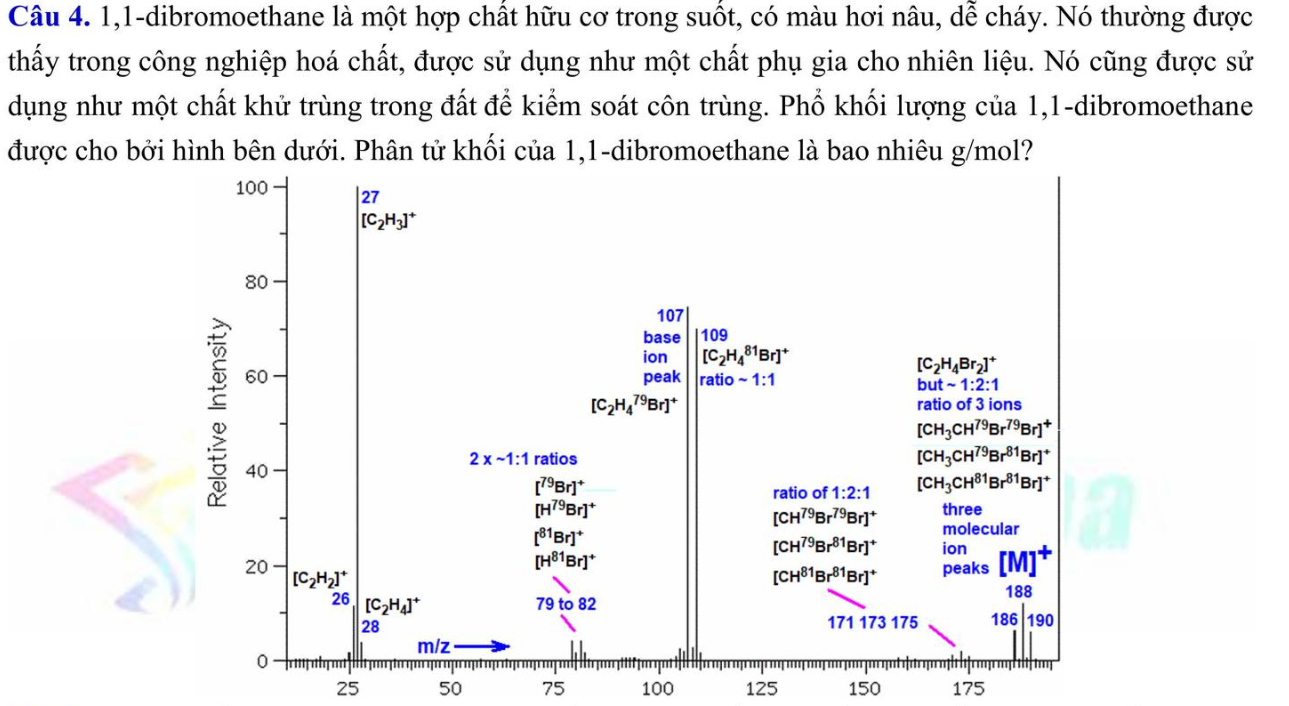 Câu 4. 1,1-dibromoethane là một hợp chất hữu cơ trong suốt, có màu hơi nâu, dễ cháy. Nó thường được
thấy trong công nghiệp hoá chất, được sử dụng như một chất phụ gia cho nhiên liệu. Nó cũng được sử
dụng như một chất khử trùng trong đất để kiểm soát côn trùng. Phổ khối lượng của 1,1-dibromoethane
được cho bởi hình bên dưới. Phân tử khối của 1,1-dibromoethane là bao nhiêu g/mol?
100
27
[C₂H₃]⁺
80
Relative Intensity
107
base
ion
peak
109
[C₂H₄⁸¹Br]⁺
ratio ~ 1:1
[C₂H₄⁷⁹Br]⁺
60
[C₂H₄Br₂]⁺
but ~ 1:2:1
ratio of 3 ions
[CH₃CH⁷⁹Br⁷⁹Br]⁺
[CH₃CH⁷⁹Br⁸¹Br]⁺
[CH₃CH⁸¹Br⁸¹Br]⁺
three
molecular
ion
peaks [M]⁺
188
186 190
40
2 x ~1:1 ratios
[⁷⁹Br]⁺
[H⁷⁹Br]⁺
[⁸¹Br]⁺
[H⁸¹Br]⁺
79 to 82
ratio of 1:2:1
[CH⁷⁹Br⁷⁹Br]⁺
[CH⁷⁹Br⁸¹Br]⁺
[CH⁸¹Br⁸¹Br]⁺
171 173 175
20
[C₂H₂]⁺
26
[C₂H₄]⁺
28
m/z
0
25 50 75 100 125 150 175